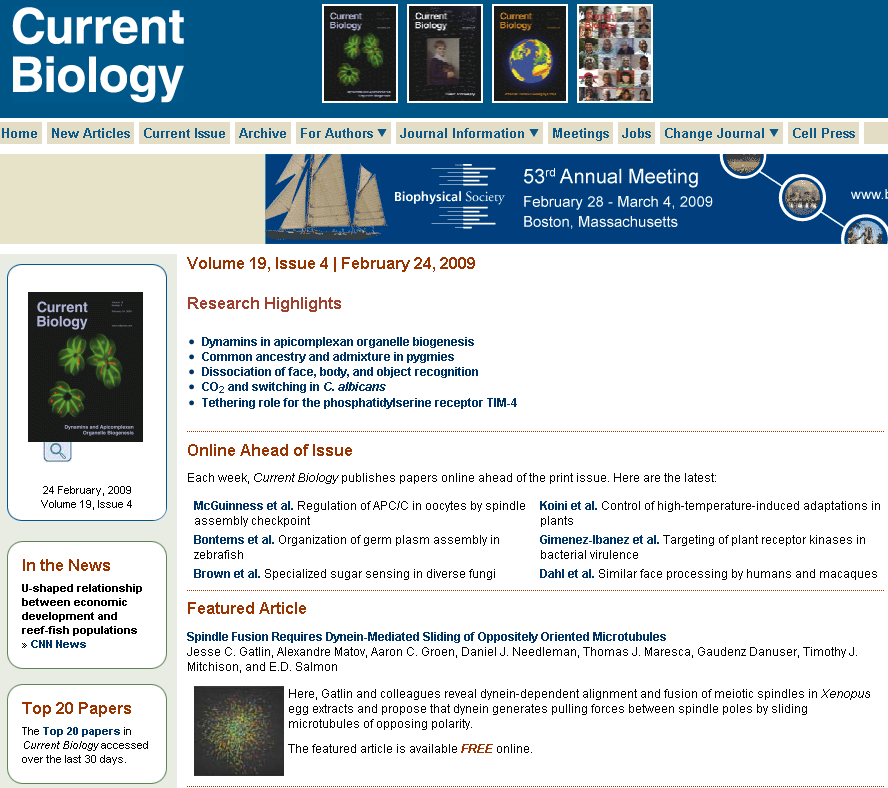 Current
Biology
Current
Biology
Current
Biology
Current
Biology
Home
New Articles
Current Issue
Archive
For Authors ▼
Journal Information ▼
Meetings
Jobs
Change Journal ▼
Cell Press
Biophysical Society
53rd Annual Meeting
February 28 - March 4, 2009
Boston, Massachusetts
www.b
Current
Biology
Dynamins and Apicomplexan
Organelle Biogenesis
24 February, 2009
Volume 19, Issue 4
In the News
U-shaped relationship
between economic
development and
reef-fish populations
» CNN News
Top 20 Papers
The Top 20 papers in
Current Biology accessed
over the last 30 days.
Volume 19, Issue 4 | February 24, 2009
Research Highlights
• Dynamins in apicomplexan organelle biogenesis
• Common ancestry and admixture in pygmies
• Dissociation of face, body, and object recognition
• CO2 and switching in C. albicans
• Tethering role for the phosphatidylserine receptor TIM-4
Online Ahead of Issue
Each week, Current Biology publishes papers online ahead of the print issue. Here are the latest:
McGuinness et al. Regulation of APC/C in oocytes by spindle
assembly checkpoint
Bontems et al. Organization of germ plasm assembly in
zebrafish
Brown et al. Specialized sugar sensing in diverse fungi
Koini et al. Control of high-temperature-induced adaptations in
plants
Gimenez-Ibanez et al. Targeting of plant receptor kinases in
bacterial virulence
Dahl et al. Similar face processing by humans and macaques
Featured Article
Spindle Fusion Requires Dynein-Mediated Sliding of Oppositely Oriented Microtubules
Jesse C. Gatlin, Alexandre Matov, Aaron C. Groen, Daniel J. Needleman, Thomas J. Maresca, Gaudenz Danuser, Timothy J.
Mitchison, and E.D. Salmon
Here, Gatlin and colleagues reveal dynein-dependent alignment and fusion of meiotic spindles in Xenopus
egg extracts and propose that dynein generates pulling forces between spindle poles by sliding
microtubules of opposing polarity.
The featured article is available FREE online.